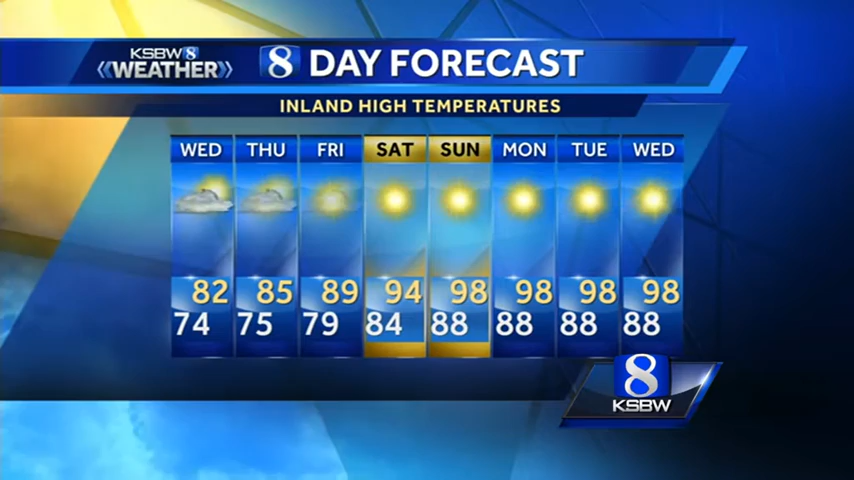 KSBW 8
WEATHER
8 DAY FORECAST
INLAND HIGH TEMPERATURES
WED THU FRI SAT SUN MON TUE WED
82 85 89 94 98 98 98 98
74 75 79 84 88 88 88 88
8
KSBW